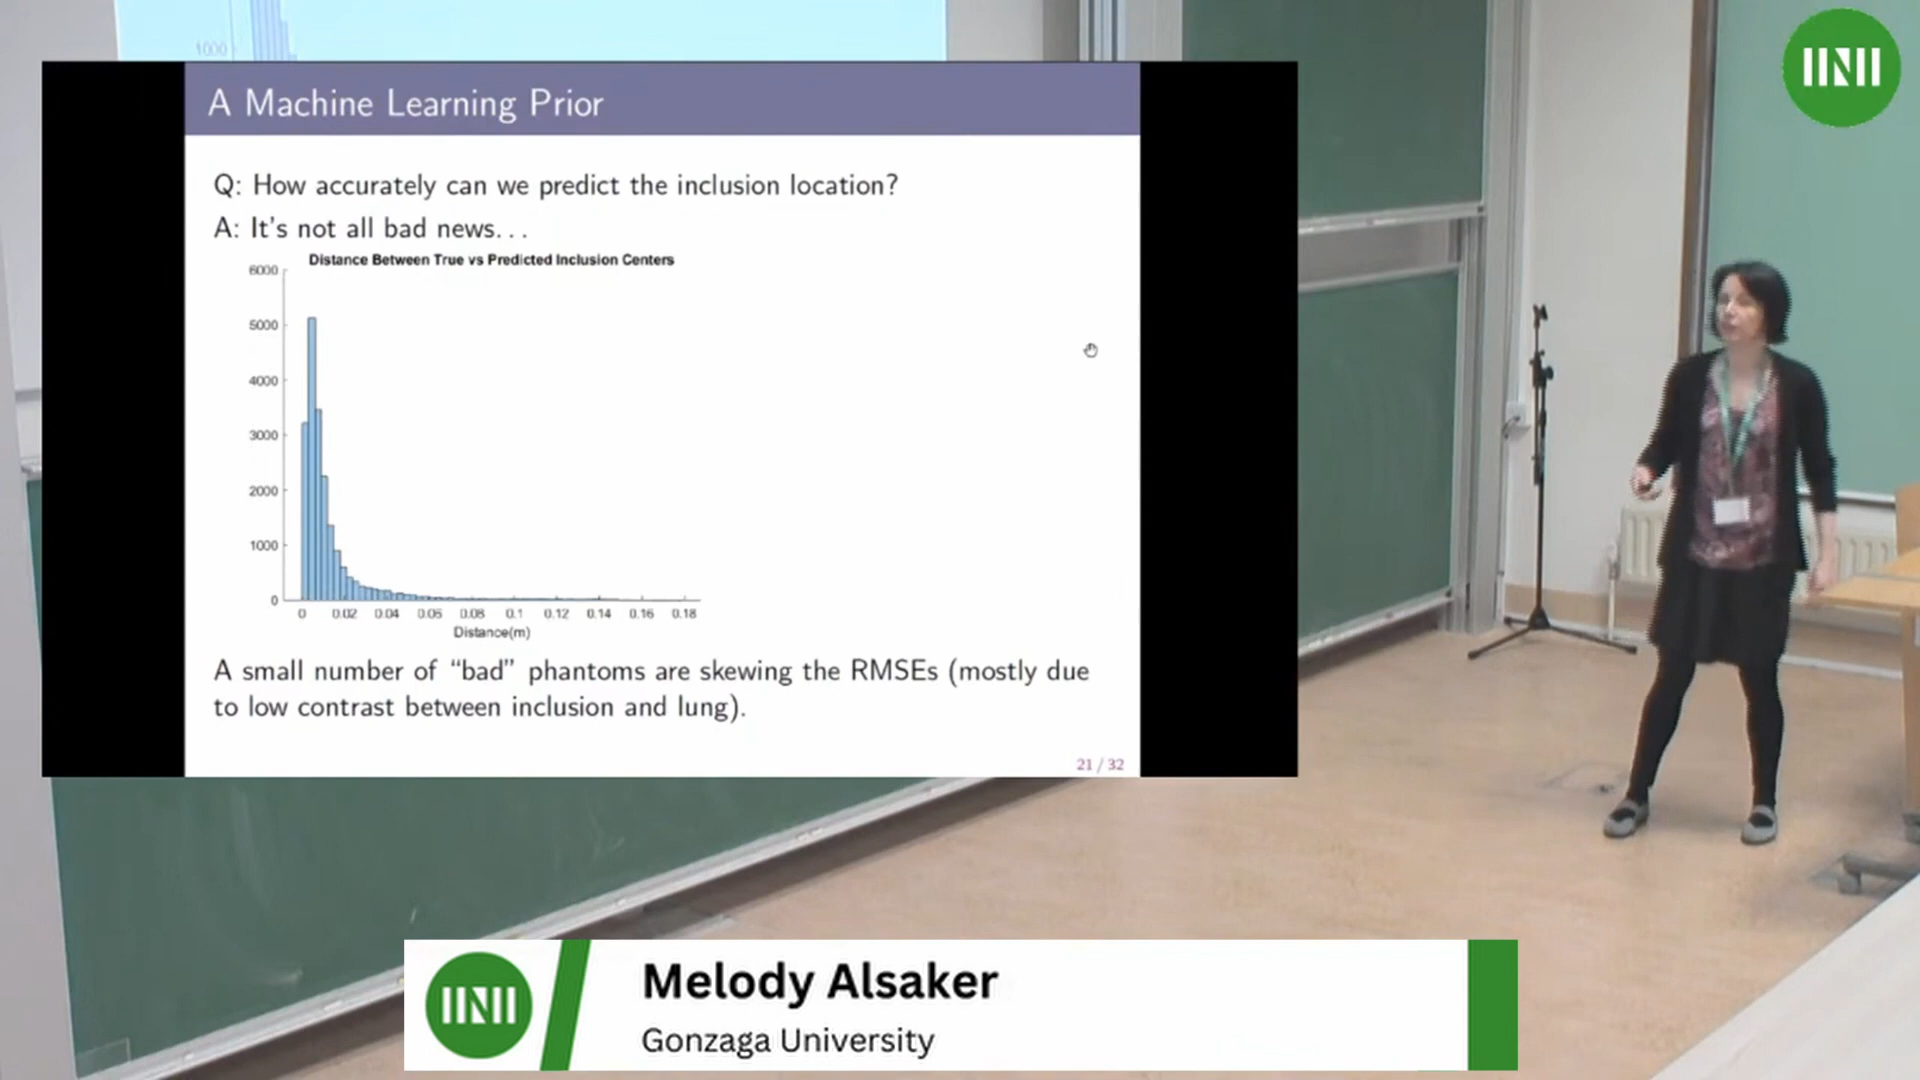 1000
INI
A Machine Learning Prior
Q: How accurately can we predict the inclusion location?
A: It's not all bad news...
Distance Between True vs Predicted Inclusion Centers
6000
5000
4000
3000
2000
1000
0
0 0.02 0.04 0.06 0.08 0.1 0.12 0.14 0.16 0.18
Distance(m)
A small number of “bad” phantoms are skewing the RMSEs (mostly due
to low contrast between inclusion and lung).
21 / 32
INI
Melody Alsaker
Gonzaga University